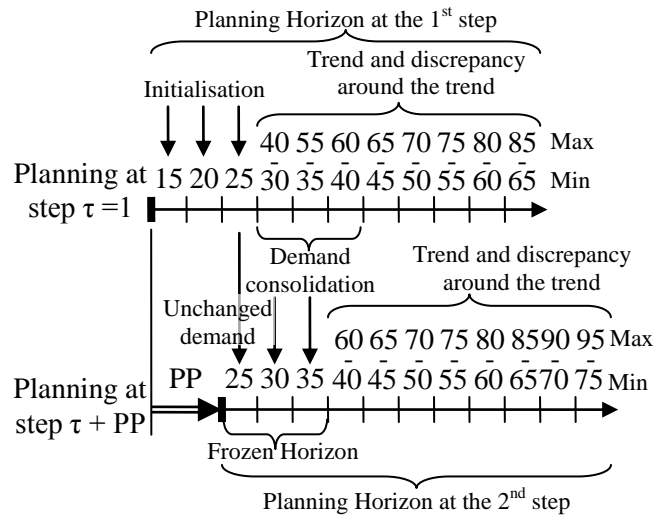 Planning Horizon at the 1st step
Trend and discrepancy
around the trend
Initialisation
40 55 60 65 70 75 80 85 Max
- - - - - - - -
Planning at
step τ =1
15 20 25 30 35 40 45 50 55 60 65 Min
Demand
consolidation
Trend and discrepancy
around the trend
Unchanged
demand
60 65 70 75 80 85 90 95 Max
- - - - - - - -
Planning at
step τ + PP
PP
25 30 35 40 45 50 55 60 65 70 75 Min
Frozen Horizon
Planning Horizon at the 2nd step